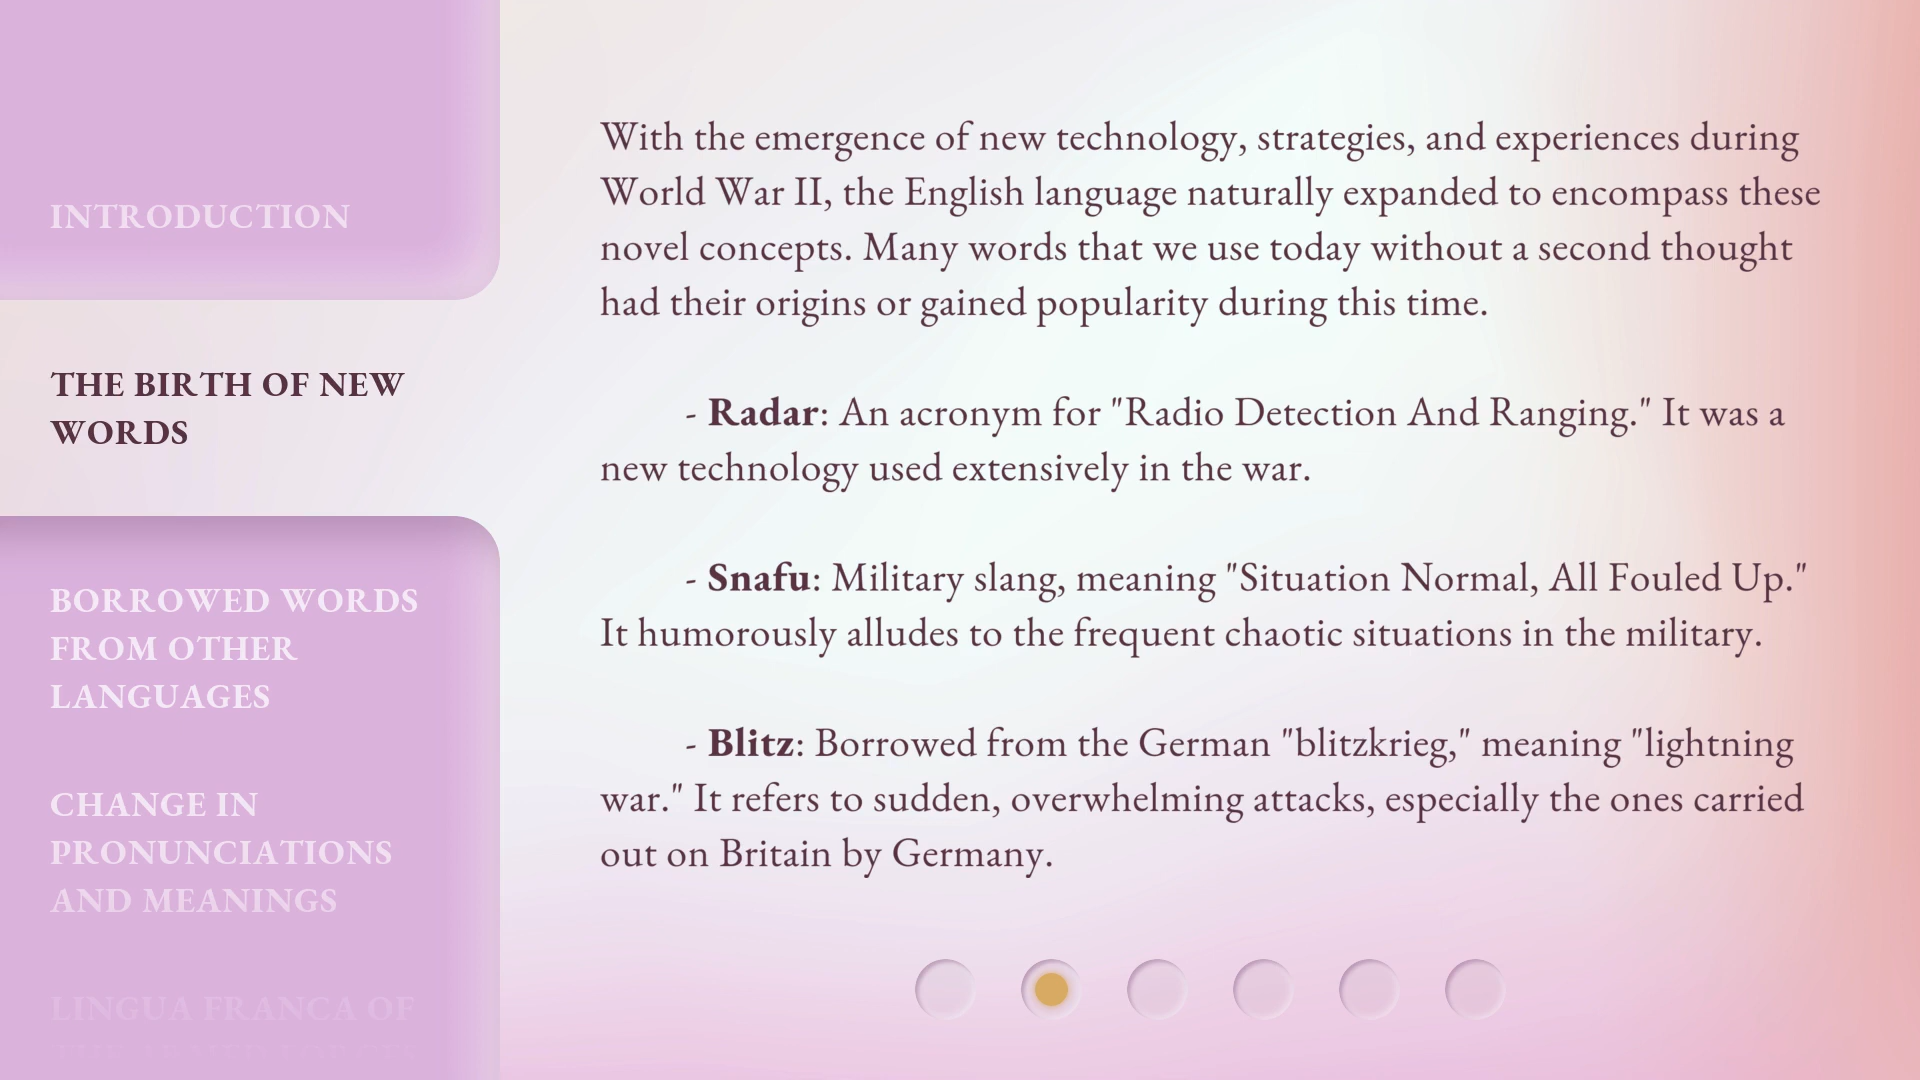 INTRODUCTION
THE BIRTH OF NEW
WORDS
BORROWED WORDS
FROM OTHER
LANGUAGES
CHANGE IN
PRONUNCIATIONS
AND MEANINGS
LINGUA FRANCA OF
With the emergence of new technology, strategies, and experiences during
World War II, the English language naturally expanded to encompass these
novel concepts. Many words that we use today without a second thought
had their origins or gained popularity during this time.
- Radar: An acronym for "Radio Detection And Ranging." It was a
new technology used extensively in the war.
- Snafu: Military slang, meaning "Situation Normal, All Fouled Up."
It humorously alludes to the frequent chaotic situations in the military.
- Blitz: Borrowed from the German "blitzkrieg," meaning "lightning
war." It refers to sudden, overwhelming attacks, especially the ones carried
out on Britain by Germany.